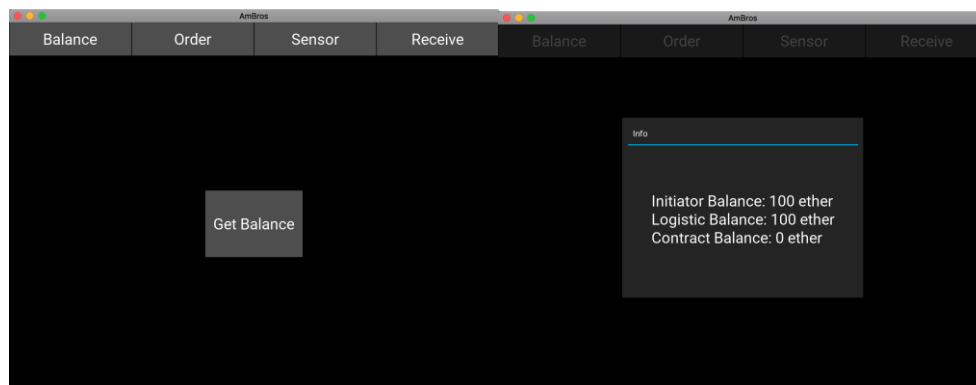 AmBros
Balance Order Sensor Receive
Get Balance
AmBros
Balance Order Sensor Receive
Info
Initiator Balance: 100 ether
Logistic Balance: 100 ether
Contract Balance: 0 ether